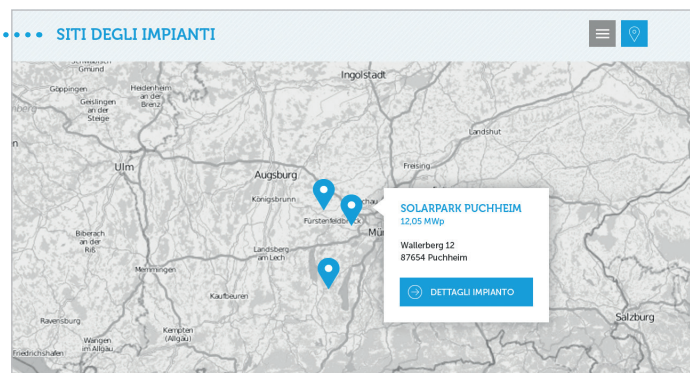 SITI DEGLI IMPIANTI
Gmünd
Ingolstadt
Göppingen
Heidenheim
an der
Brenz
Geislingen
an der
Steige
Landshut
Ulm
Freising
Augsburg
Königsbrunn
SOLARPARK PUCHHEIM
12,05 MWp
Fürstenfeldbruck
Biberach
an der
Riß
Landsberg
am Lech
Wallerberg 12
87654 Puchheim
Memmingen
DETTAGLI IMPIANTO
Kaufbeuren
Ravensburg
Salzburg
Kempten
(Allgäu)
Wangen
im Allgäu
Friedrichshafen